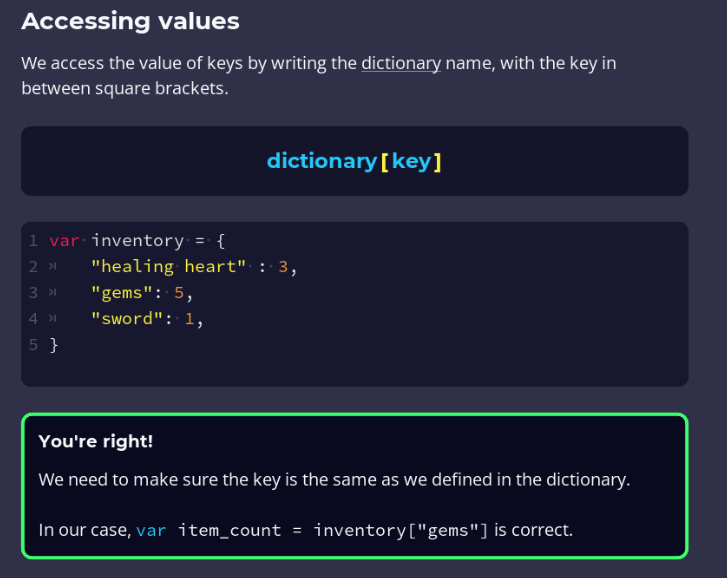 Accessing values
We access the value of keys by writing the dictionary name, with the key in
between square brackets.
dictionary[key]
1 var inventory = {
2 "healing heart" : 3,
3 "gems": 5,
4 "sword": 1,
5 }
You're right!
We need to make sure the key is the same as we defined in the dictionary.
In our case, var item_count = inventory["gems"] is correct.